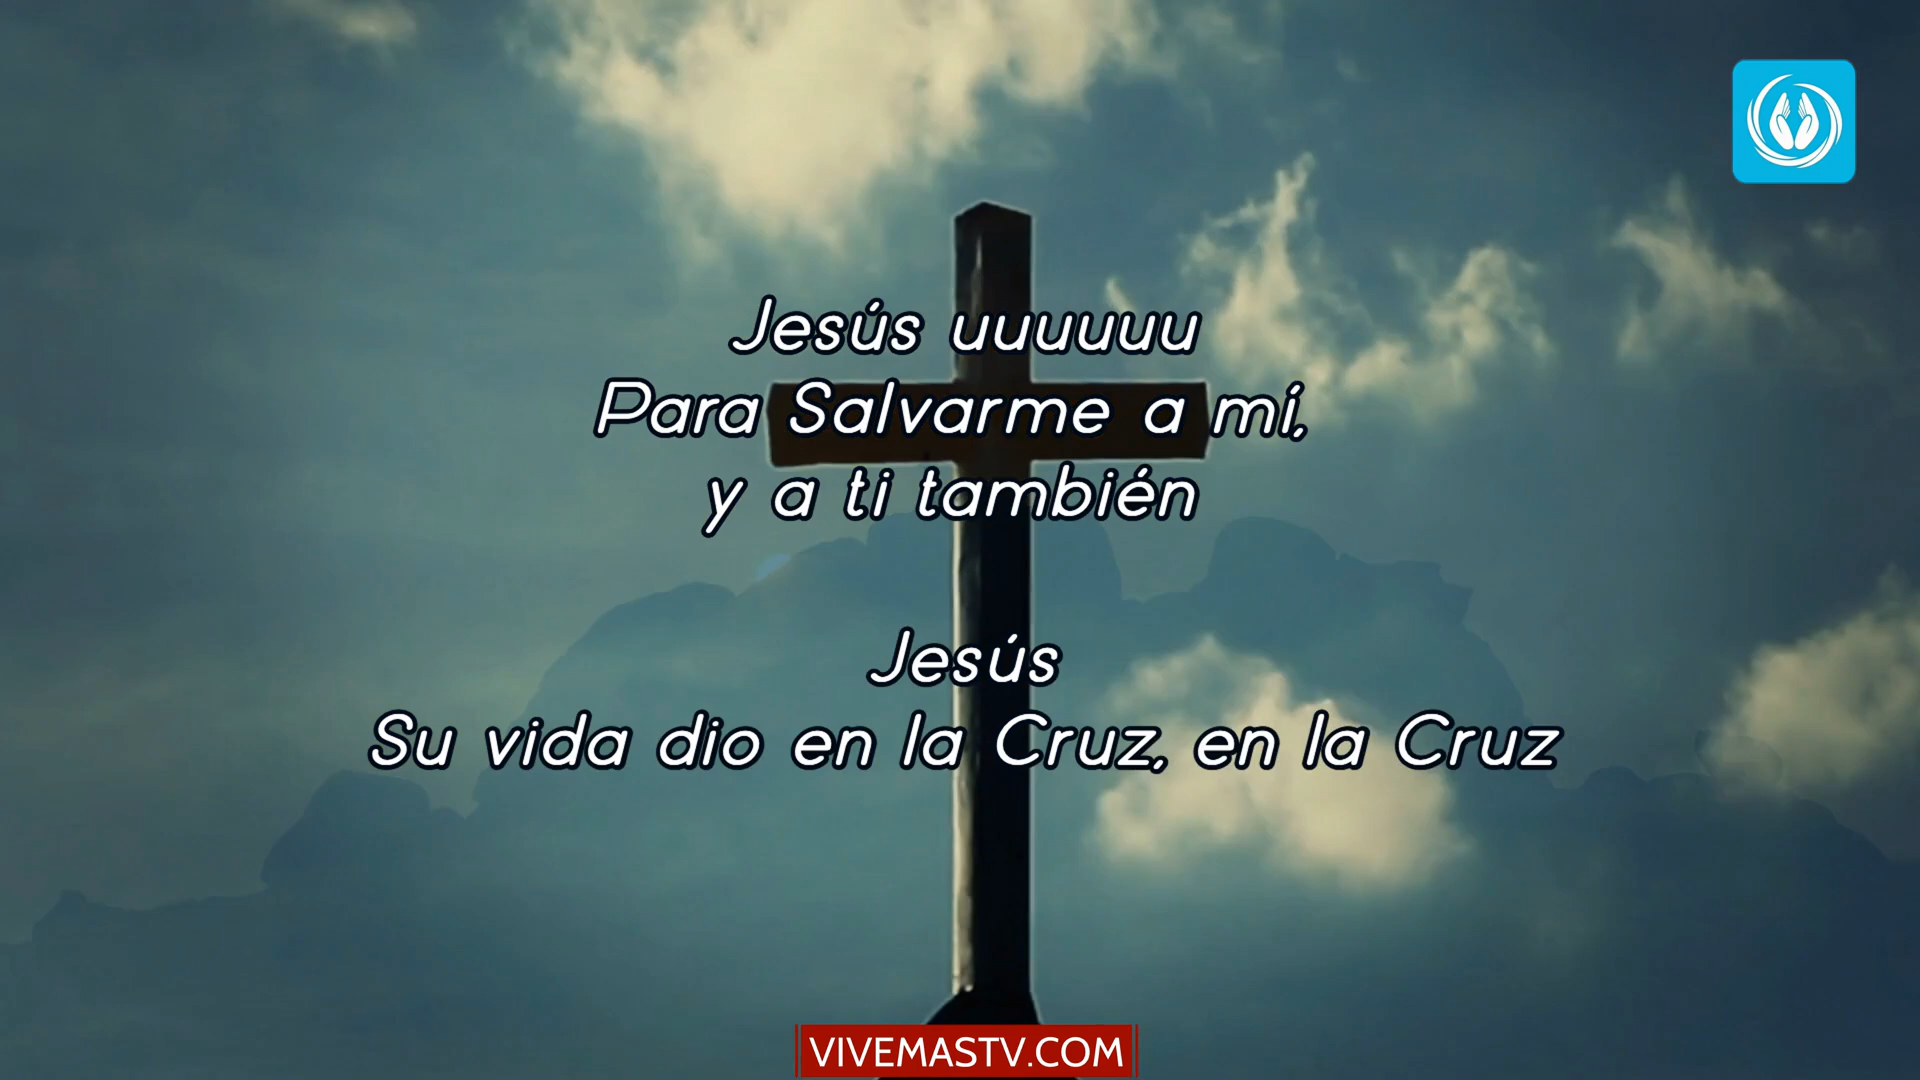 Jesús uuuuuu
Para Salvarme a mí,
y a ti también
Jesús
Su vida dio en la Cruz, en la Cruz
VIVEMASTV.COM